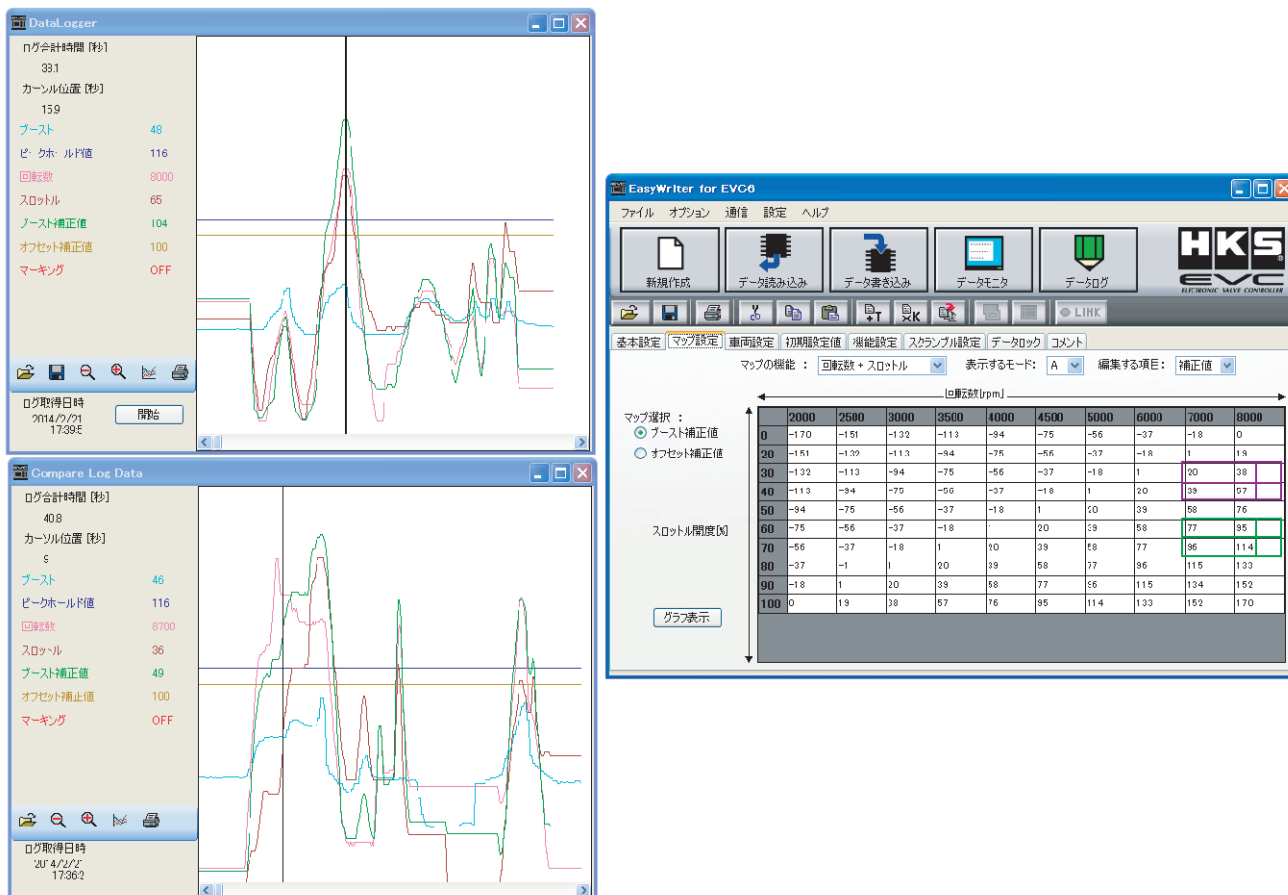 DataLogger
ログ合計時間 [秒]
33.1
カーソル位置 [秒]
15.9
ブースト 48
ピークホールド値 116
回転数 8000
スロットル 65
ブースト補正値 104
オフセット補正値 100
マーキング OFF
ログ取得日時
2014/2/21
17:39:5
開始
Compare Log Data
ログ合計時間 [秒]
40.8
カーソル位置 [秒]
ブースト 46
ピークホールド値 116
回転数 8700
スロットル 36
ブースト補正値 49
オフセット補正値 100
マーキング OFF
ログ取得日時
17:36:2
EasyWriter for EVC6
ファイル オプション 通信 設定 ヘルプ
新規作成 データ読み込み データ書き込み データモニタ データログ
HKS
EVC
ELECTRONIC VALVE CONTROLLER
LINK
基本設定 マップ設定 車両設定 初期設定値 機能設定 スクランブル設定 データロック コメント
マップの機能 : 回転数 + スロットル 表示するモード: A 編集する項目: 補正値
回転数[rpm]
マップ選択 :
ブースト補正値
オフセット補正値
スロットル開度[%]
グラフ表示
2000 2500 3000 3500 4000 4500 5000 6000 7000 8000
0 -170 -151 -132 -113 -94 -75 -56 -37 -18 0
20 -151 -132 -113 -94 -75 -56 -37 -18 1 19
30 -132 -113 -94 -75 -56 -37 -18 1 20 38
40 -113 -94 -75 -56 -37 -18 1 20 39 57
50 -94 -75 -56 -37 -18 1 20 39 58 76
60 -75 -56 -37 -18 20 39 58 77 95
70 -56 -37 -18 1 20 39 58 77 96 114
80 -37 -1 1 20 39 58 77 96 115 133
90 -18 1 20 39 58 77 96 115 134 152
100 0 19 38 57 76 95 114 133 152 170